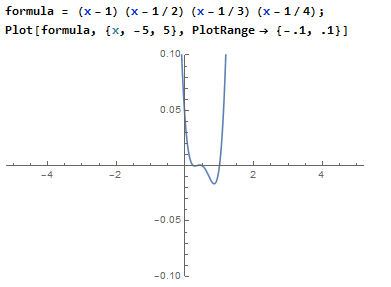 formula = (x - 1) (x - 1 / 2) (x - 1 / 3) (x - 1 / 4);
Plot[formula, {x, -5, 5}, PlotRange → {-.1, .1}]
0.10
0.05
-4 -2 2 4
-0.05
-0.10